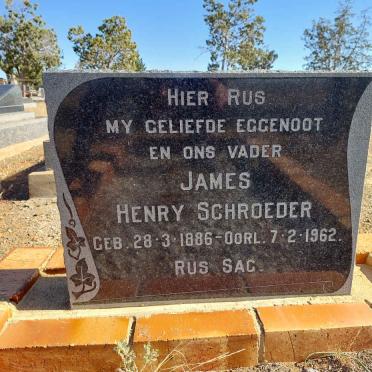 HIER RUS
MY GELIEFDE EGGENOOT
EN ONS VADER
JAMES
HENRY SCHROEDER
GEB. 28·3·1886-OORL. 7·2·1962.
RUS SAG.